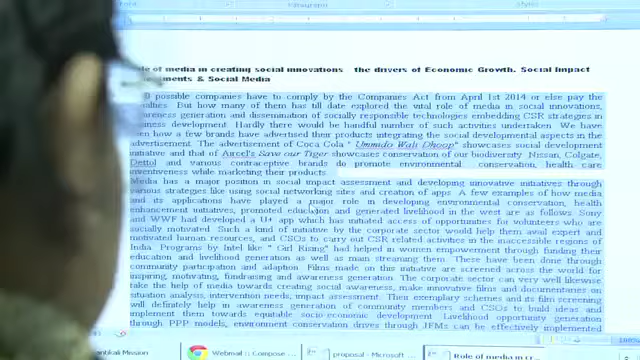 Paragraph
Styles
le of media in creating social innovations the drivers of Economic Growth, Social Impact
ments & Social Media
possible companies have to comply by the Companies Act from April 1st 2014 or else pay the
alties. But how many of them has till date explored the vital role of media in social innovations,
awareness generation and dissemination of socially responsible technologies embedding CSR strategies in
business development. Hardly there would be handful number of such activities undertaken. We have
een how a few brands have advertised their products integrating the social developmental aspects in the
advertisement. The advertisement of Coca Cola " Ummido Wali Dhoop" showcases social development
initiative and that of Aircel's Save our Tiger showcases conservation of our biodiversity. Nissan, Colgate,
Dettol and various contraceptive brands do promote environmental conservation, health care
inventiveness while marketing their products.
Media has a major position in social impact assessment and developing innovative initiatives through
various strategies like using social networking sites and creation of apps. A few examples of how media
and its applications have played a major role in developing environmental conservation, health
enhancement initiatives, promoted education and generated livelihood in the west are as follows. Sony
and WWF had developed a U+ app which has initiated access of opportunities for volunteers who are
socially motivated. Such a kind of initiative by the corporate sector would help them avail expert and
motivated human resources, and CSOs to carry out CSR related activities in the inaccessible regions of
India. Programs by Intel like " Girl Rising" had helped in women empowerment through funding their
education and livelihood generation as well as main streaming them. These have been done through
community participation and adaption. Films made on this initiative are screened across the world for
inspiring, motivating, fundraising and awareness generation. The corporate sector can very well likewise
take the help of media towards creating social awareness, make innovative films and documentaries on
situation analysis, intervention needs, impact assessment. Their exemplary schemes and its film screening
will definitely help in awareness generation of community members and CSOs to build ideas and
implement them towards equitable socio-economic development. Livelihood opportunity generation
through PPP models, environment conservation drives through JFMs can be effectively implemented
100%
Mission
Webmail :: Compose ...
proposal - Microsoft ...
Role of media in